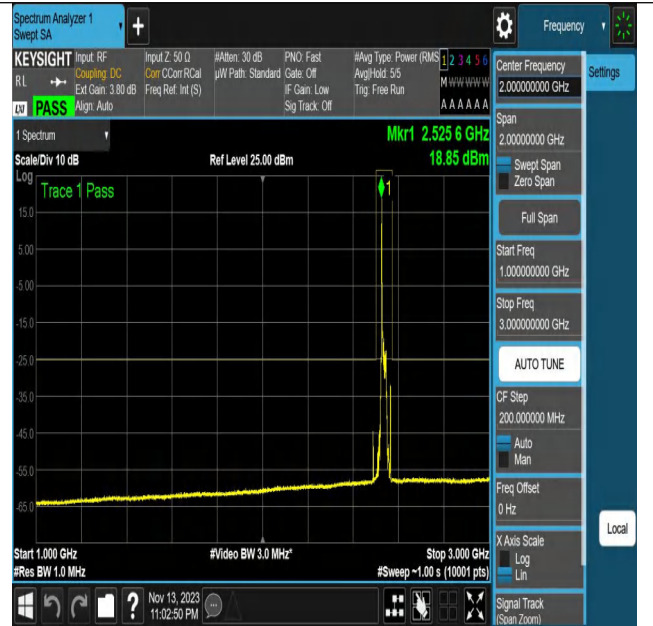 Spectrum Analyzer 1
Swept SA
+
Frequency
KEYSIGHT Input: RF Input Z: 50 Ω #Atten: 30 dB PNO: Fast #Avg Type: Power (RMS 1 2 3 4 5 6
RL Coupling: DC Corr CCorr RCal µW Path: Standard Gate: Off Avg|Hold: 5/5 M W W W W W
Ext Gain: 3.80 dB Freq Ref: Int (S) IF Gain: Low Trig: Free Run
LXI PASS Align: Auto Sig Track: Off A A A A A A
1 Spectrum
Mkr1 2.525 6 GHz
Scale/Div 10 dB Ref Level 25.00 dBm 18.85 dBm
Log
Trace 1 Pass
1
15.0
5.00
-5.00
-15.0
-25.0
-35.0
-45.0
-55.0
-65.0
Start 1.000 GHz #Video BW 3.0 MHz* Stop 3.000 GHz
#Res BW 1.0 MHz #Sweep ~1.00 s (10001 pts)
? Nov 13, 2023
11:02:50 PM
Center Frequency
2.000000000 GHz
Settings
Span
2.00000000 GHz
Swept Span
Zero Span
Full Span
Start Freq
1.000000000 GHz
Stop Freq
3.000000000 GHz
AUTO TUNE
CF Step
200.000000 MHz
Auto
Man
Freq Offset
0 Hz
X Axis Scale
Log
Lin
Local
Signal Track
(Span Zoom)